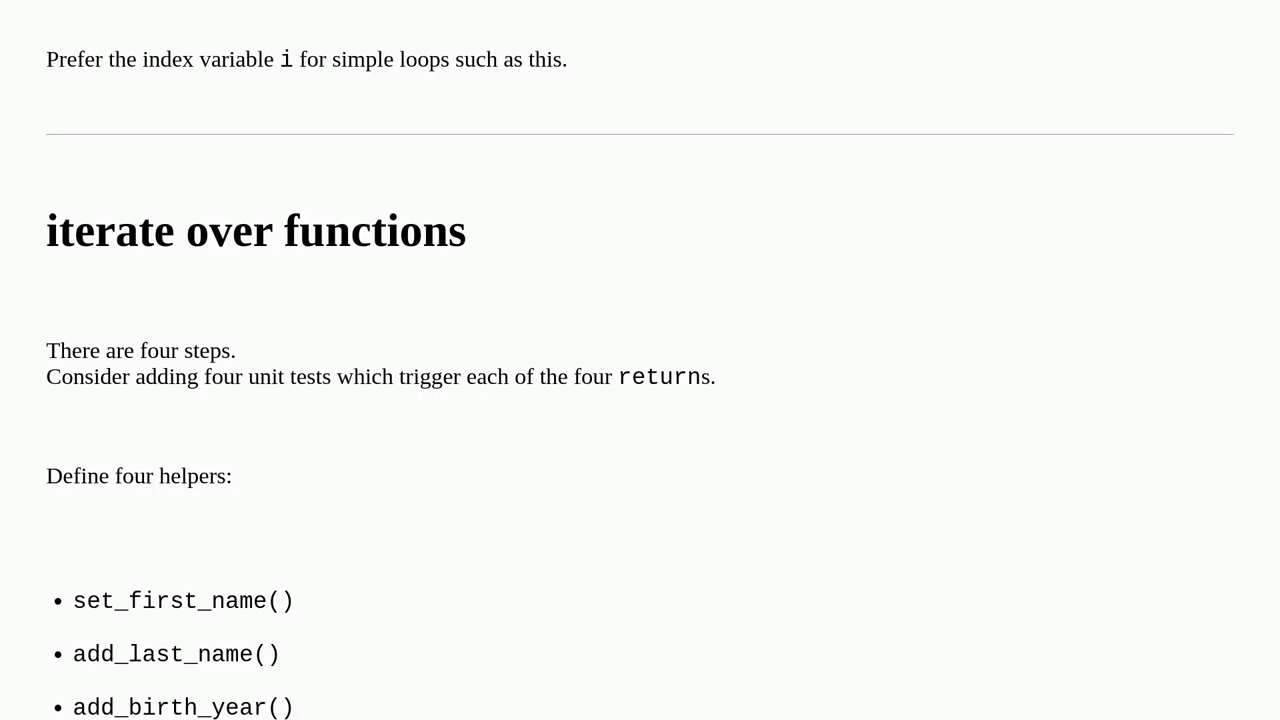 Prefer the index variable i for simple loops such as this.
iterate over functions
There are four steps.
Consider adding four unit tests which trigger each of the four returns.
Define four helpers:
• set_first_name()
• add_last_name()
• add_birth_year()